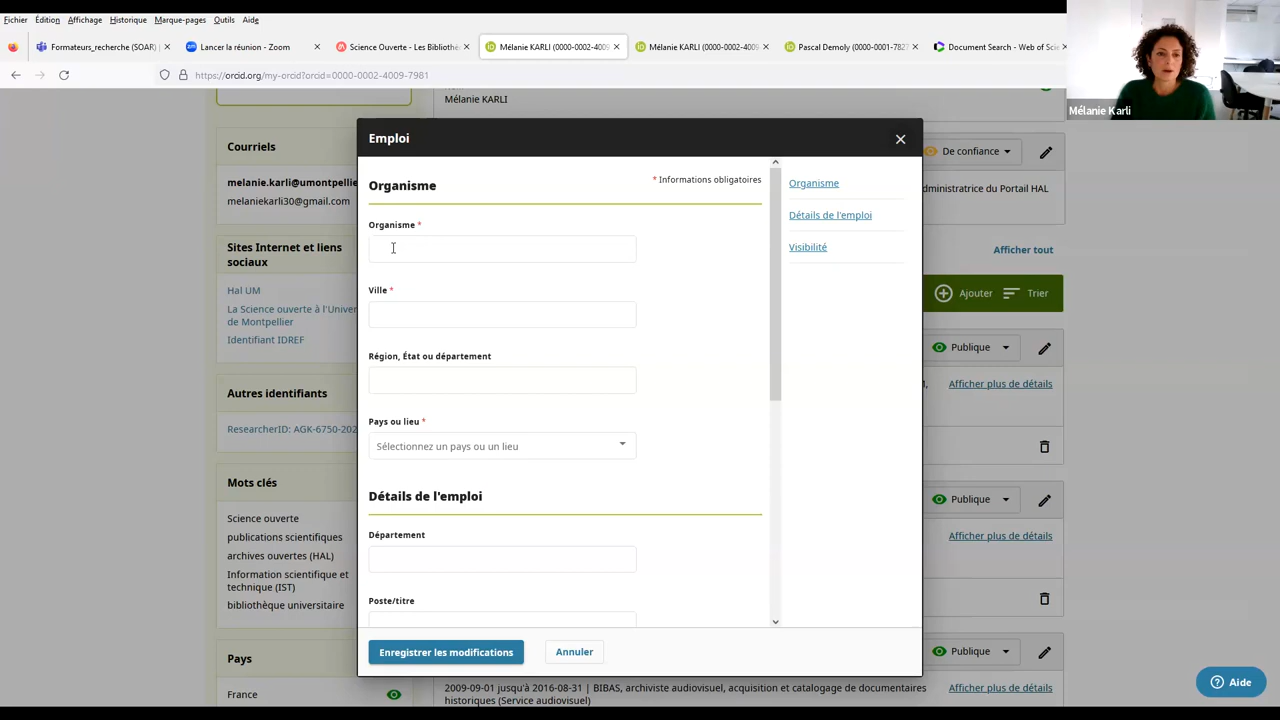 Fichier Édition Affichage Historique Marque-pages Outils Aide
Formateurs_recherche (SOAR) Lancer la réunion - Zoom Science Ouverte - Les Bibliothè Mélanie KARLI (0000-0002-4009 Mélanie KARLI (0000-0002-4009- Pascal Demoly (0000-0001-782 Document Search - Web of Scie
https://orcid.org/my-orcid?orcid=0000-0002-4009-7981
Mélanie KARLI
Mélanie Karli
Courriels
melanie.karli@umontpellie
melaniekarli30@gmail.com
Sites Internet et liens
sociaux
Hal UM
La Science ouverte à l'Univer
de Montpellier
Identifiant IDREF
Autres identifiants
ResearcherID: AGK-6750-202
Mots clés
Science ouverte
publications scientifiques
archives ouvertes (HAL)
Information scientifique et
technique (IST)
bibliothèque universitaire
Pays
France
Emploi
Organisme
* Informations obligatoires
Organisme *
Ville *
Région, État ou département
Pays ou lieu *
Sélectionnez un pays ou un lieu
Détails de l'emploi
Département
Poste/titre
Enregistrer les modifications Annuler
Organisme
Détails de l'emploi
Visibilité
De confiance
dministratrice du Portail HAL
Afficher tout
Ajouter Trier
Publique
Afficher plus de détails
Publique
Afficher plus de détails
Publique
2009-09-01 jusqu'à 2016-08-31 | BIBAS, archiviste audiovisuel, acquisition et catalogage de documentaires
historiques (Service audiovisuel)
Afficher plus de détails
Aide